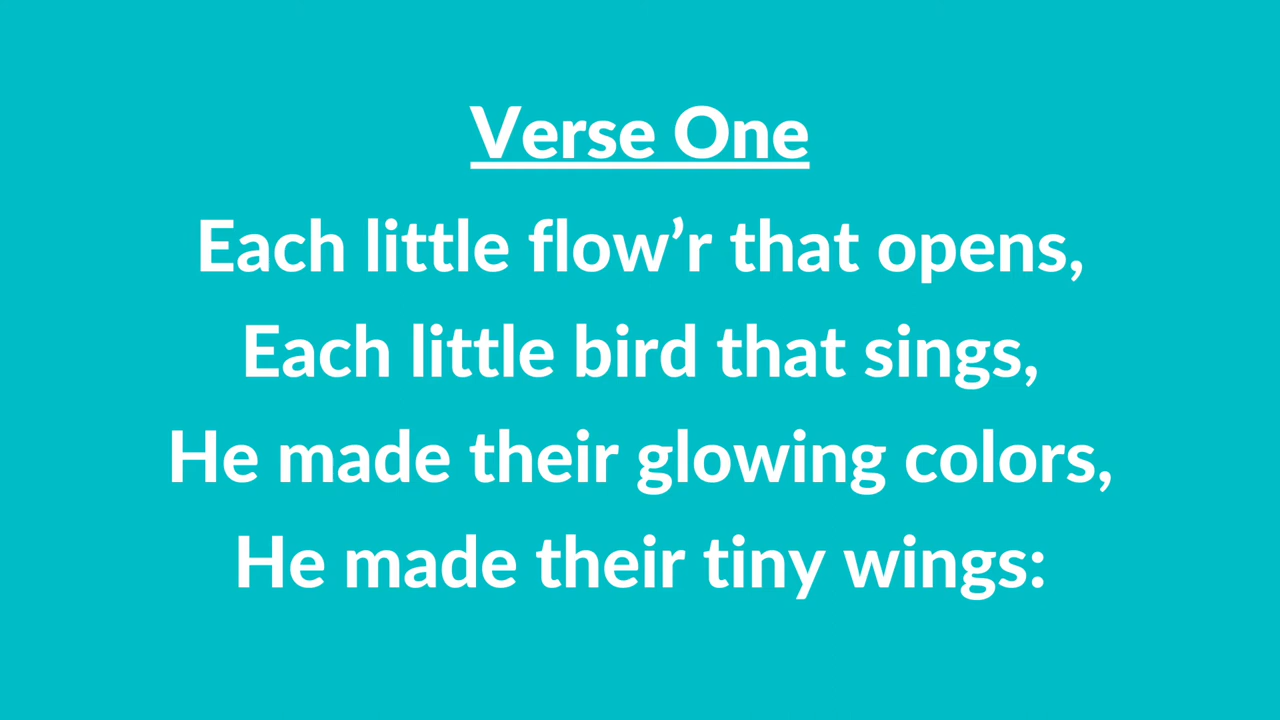 Verse One
Each little flow’r that opens,
Each little bird that sings,
He made their glowing colors,
He made their tiny wings: